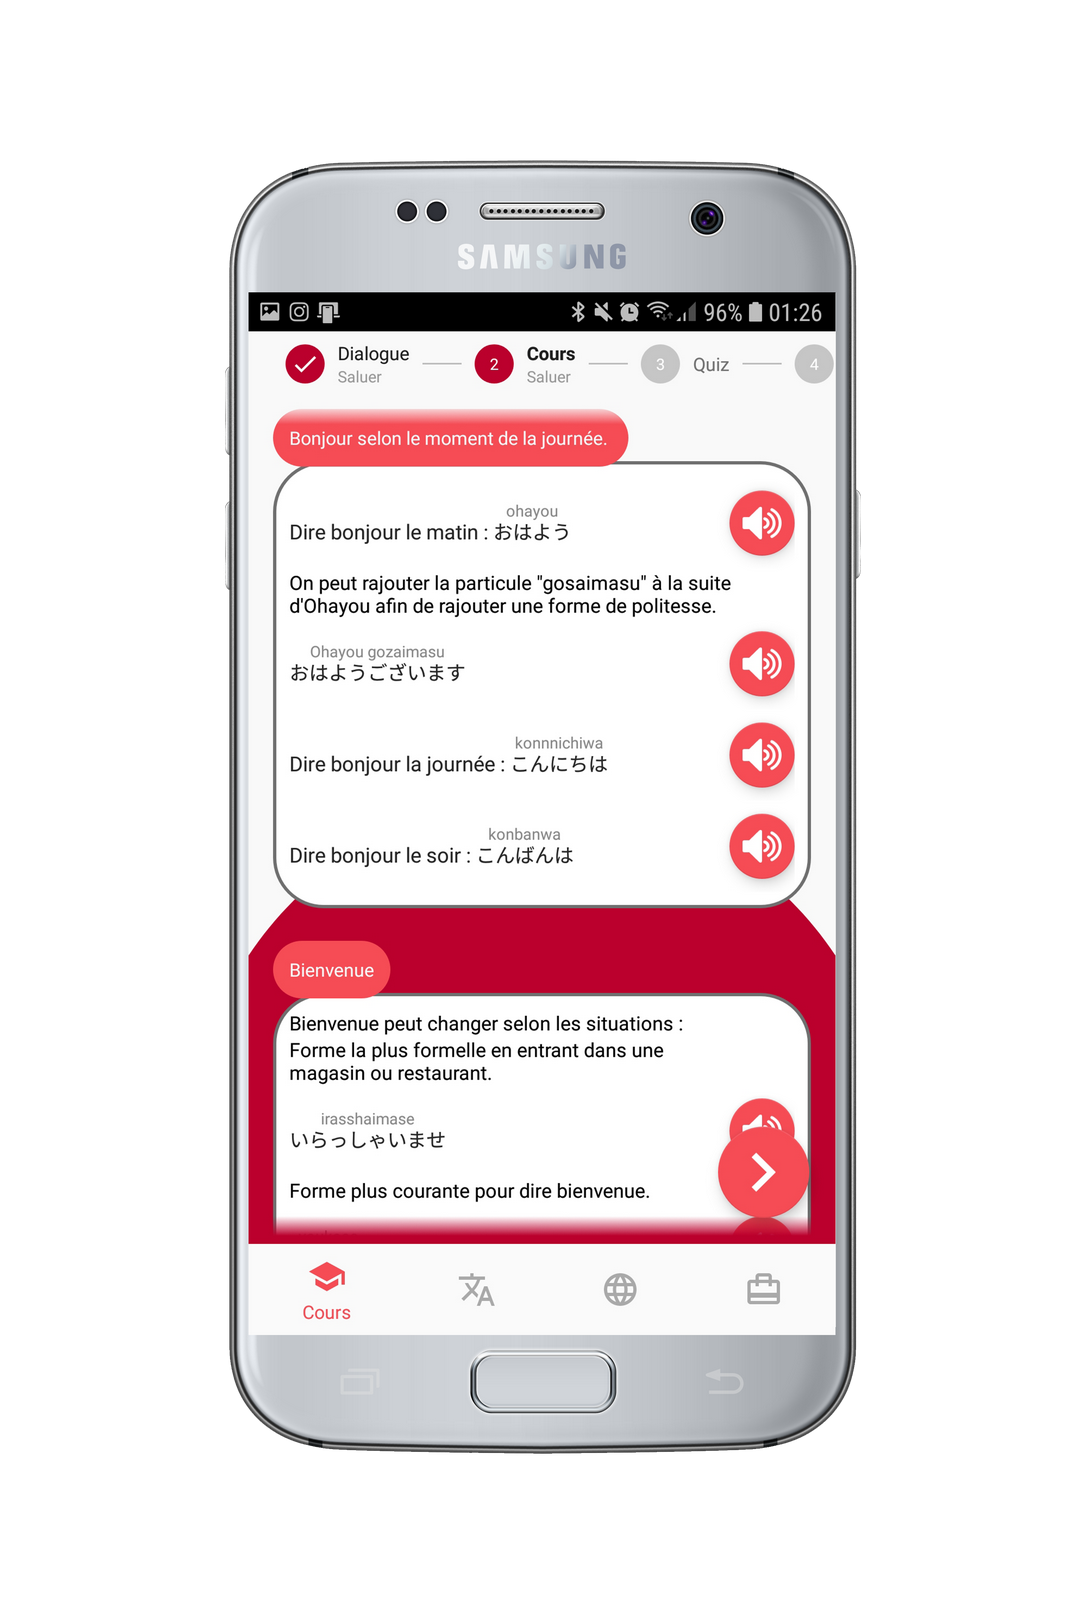 SAMSUNG
96% 01:26
Dialogue
Saluer
2
Cours
Saluer
3
Quiz
4
Bonjour selon le moment de la journée.
ohayou
Dire bonjour le matin : おはよう
On peut rajouter la particule "gosaimasu" à la suite
d'Ohayou afin de rajouter une forme de politesse.
Ohayou gozaimasu
おはようございます
konnnichiwa
Dire bonjour la journée : こんにちは
konbanwa
Dire bonjour le soir : こんばんは
Bienvenue
Bienvenue peut changer selon les situations :
Forme la plus formelle en entrant dans une
magasin ou restaurant.
irasshaimase
いらっしゃいませ
Forme plus courante pour dire bienvenue.
Cours